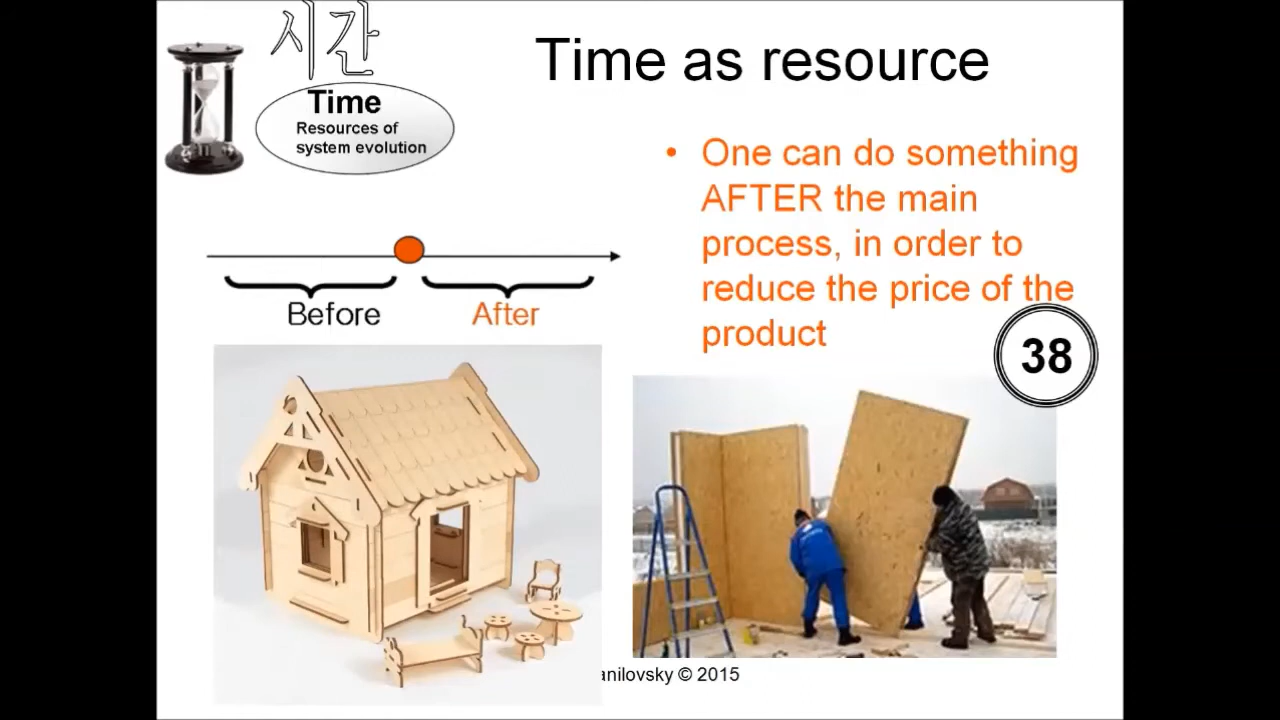 시간
Time
Resources of
system evolution
Time as resource
• One can do something
AFTER the main
process, in order to
reduce the price of the
product
Before
After
38
anilovsky © 2015